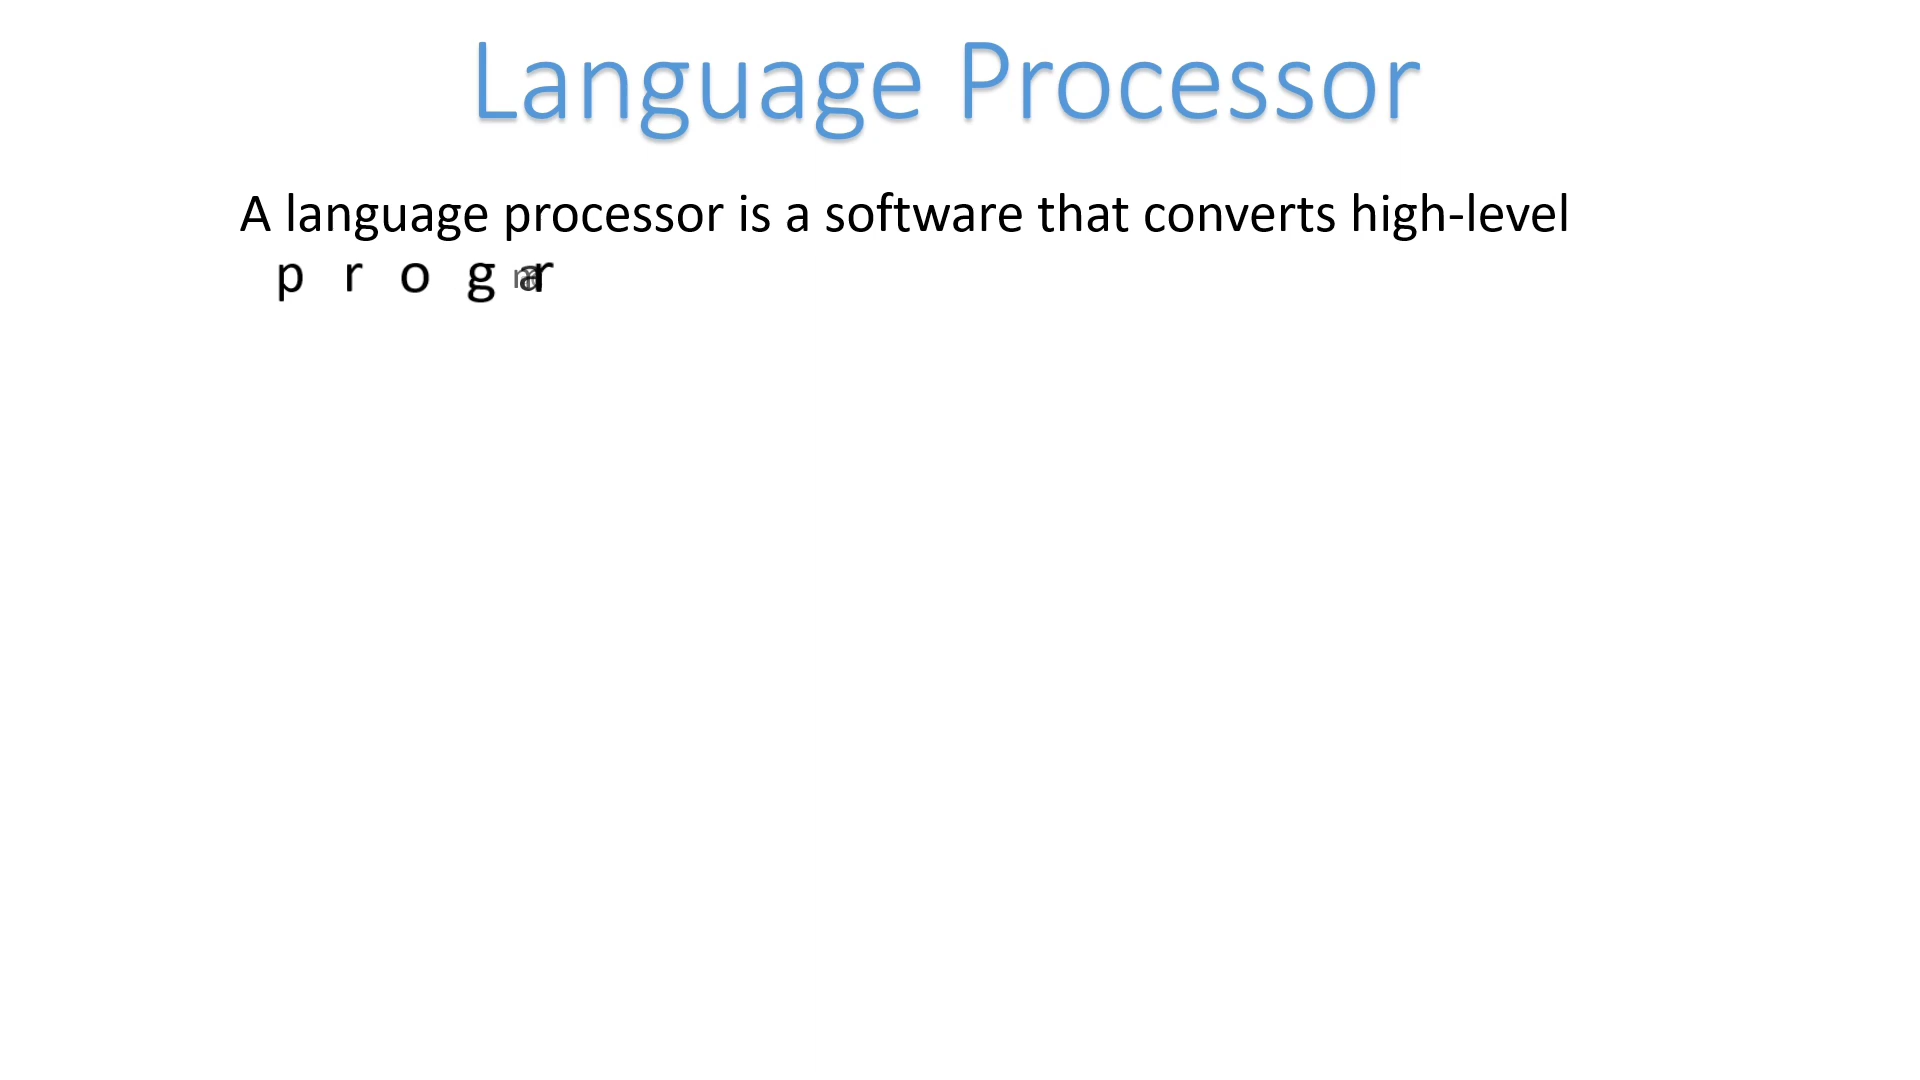 Language Processor
A language processor is a software that converts high-level
p r o g r